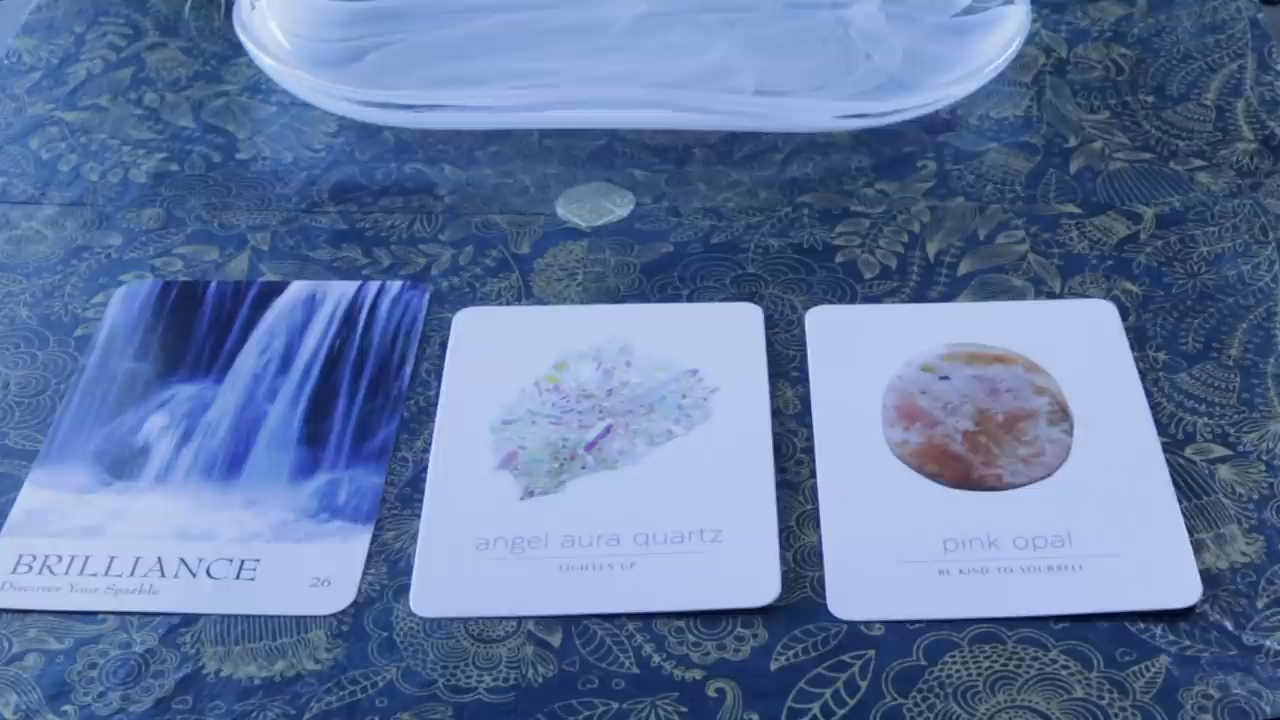 BRILLIANCE
Discover Your Sparkle
26
angel aura quartz
LIGHTEN UP
pink opal
BE KIND TO YOURSELF